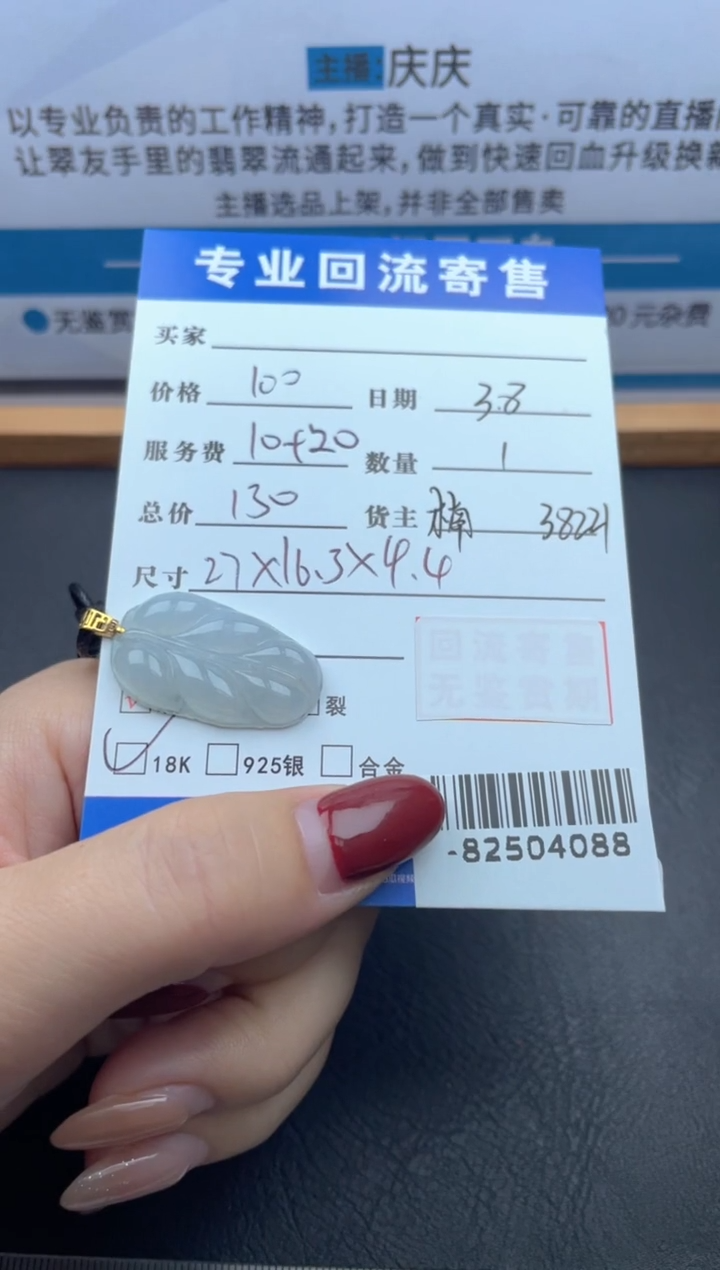 主播:庆庆
以专业负责的工作精神,打造一个真实·可靠的直播
让翠友手里的翡翠流通起来,做到快速回血升级换新
主播选品上架,并非全部售卖
无鉴赏
0元杂费
专业回流寄售
买家
价格 100 日期 3.8
服务费 10+20 数量 1
总价 130 货主 楠 38221
尺寸 27×16.3×4.4
回流寄售
无鉴赏期
裂
18K 925银 合金
-82504088